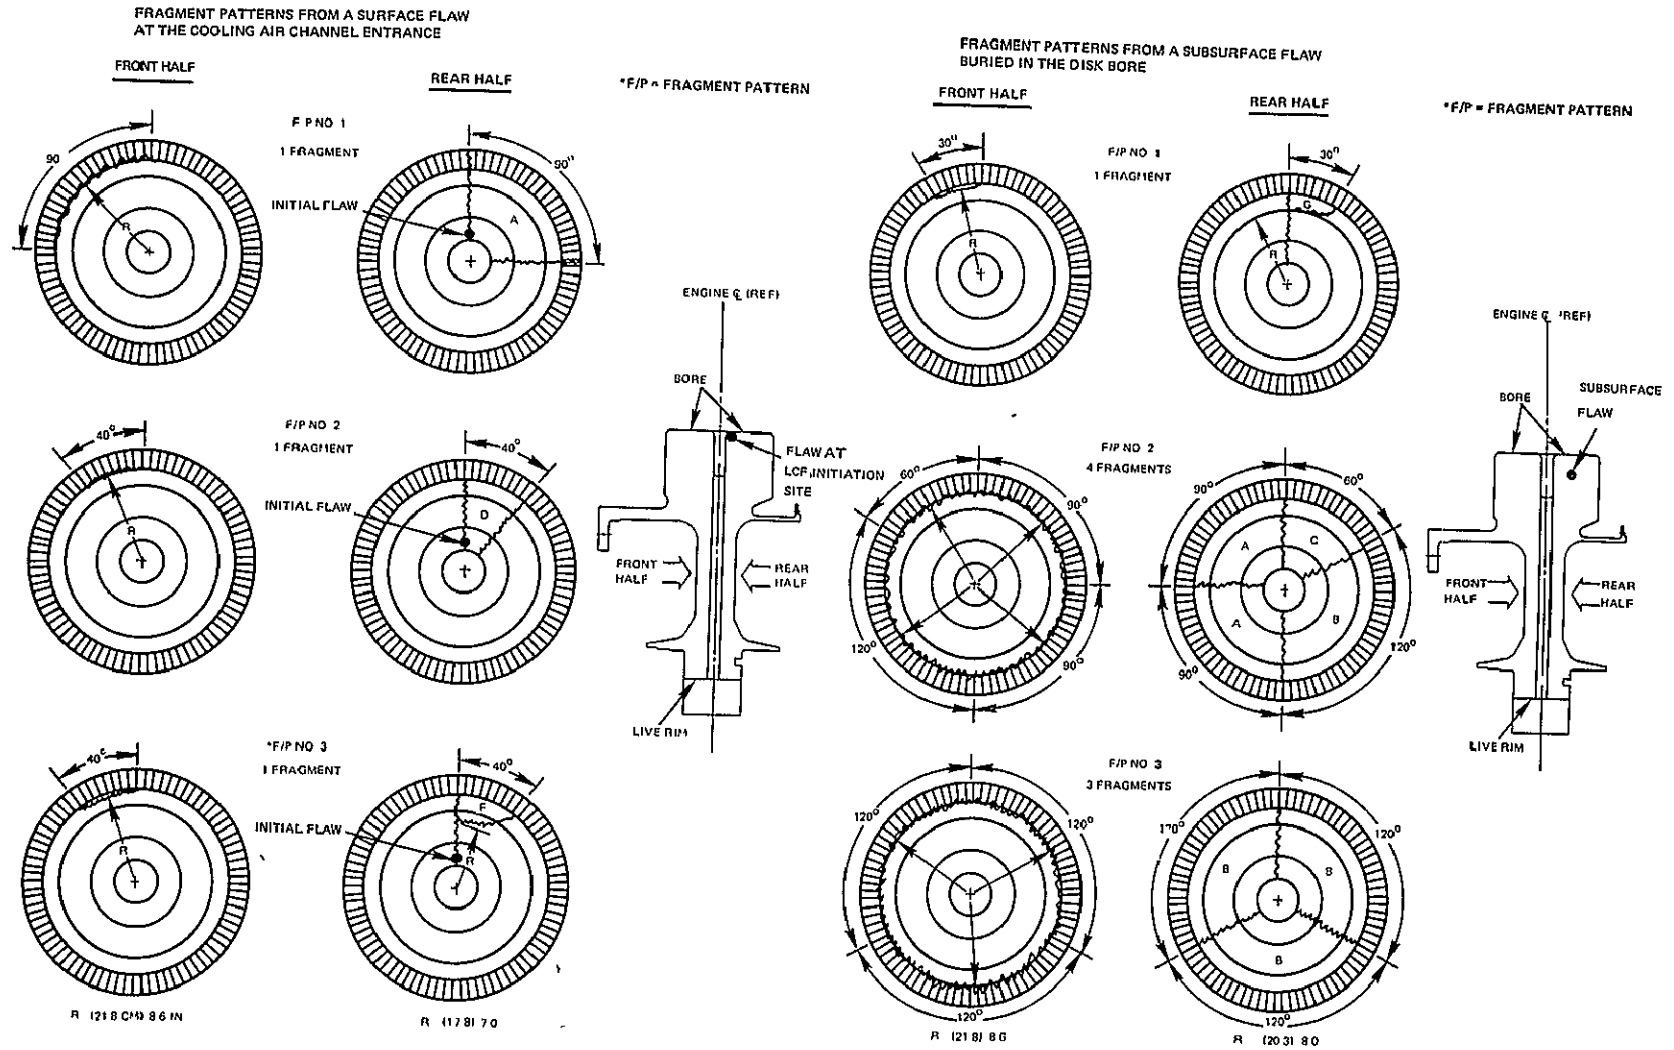 FRAGMENT PATTERNS FROM A SURFACE FLAW
AT THE COOLING AIR CHANNEL ENTRANCE
FRONT HALF
REAR HALF
*F/P = FRAGMENT PATTERN
F P NO 1
1 FRAGMENT
90
90°
R
INITIAL FLAW
A
F/P NO 2
1 FRAGMENT
40°
40°
R
INITIAL FLAW
D
*F/P NO 3
1 FRAGMENT
40°
40°
R
INITIAL FLAW
F
R
R (21 8 CM) 8 6 IN
R (17 8) 7 0
ENGINE ℄ (REF)
BORE
FLAW AT
LCF INITIATION
SITE
FRONT
HALF
REAR
HALF
LIVE RIM
FRAGMENT PATTERNS FROM A SUBSURFACE FLAW
BURIED IN THE DISK BORE
FRONT HALF
REAR HALF
*F/P = FRAGMENT PATTERN
F/P NO 1
1 FRAGMENT
30°
30°
R
G
R
F/P NO 2
4 FRAGMENTS
60°
90°
120°
90°
90°
60°
90°
120°
A
C
A
B
F/P NO 3
3 FRAGMENTS
120°
120°
120°
120°
120°
120°
B
B
B
R (21 8) 8 6
R (20 3) 8 0
ENGINE ℄ (REF)
BORE
SUBSURFACE
FLAW
FRONT
HALF
REAR
HALF
LIVE RIM